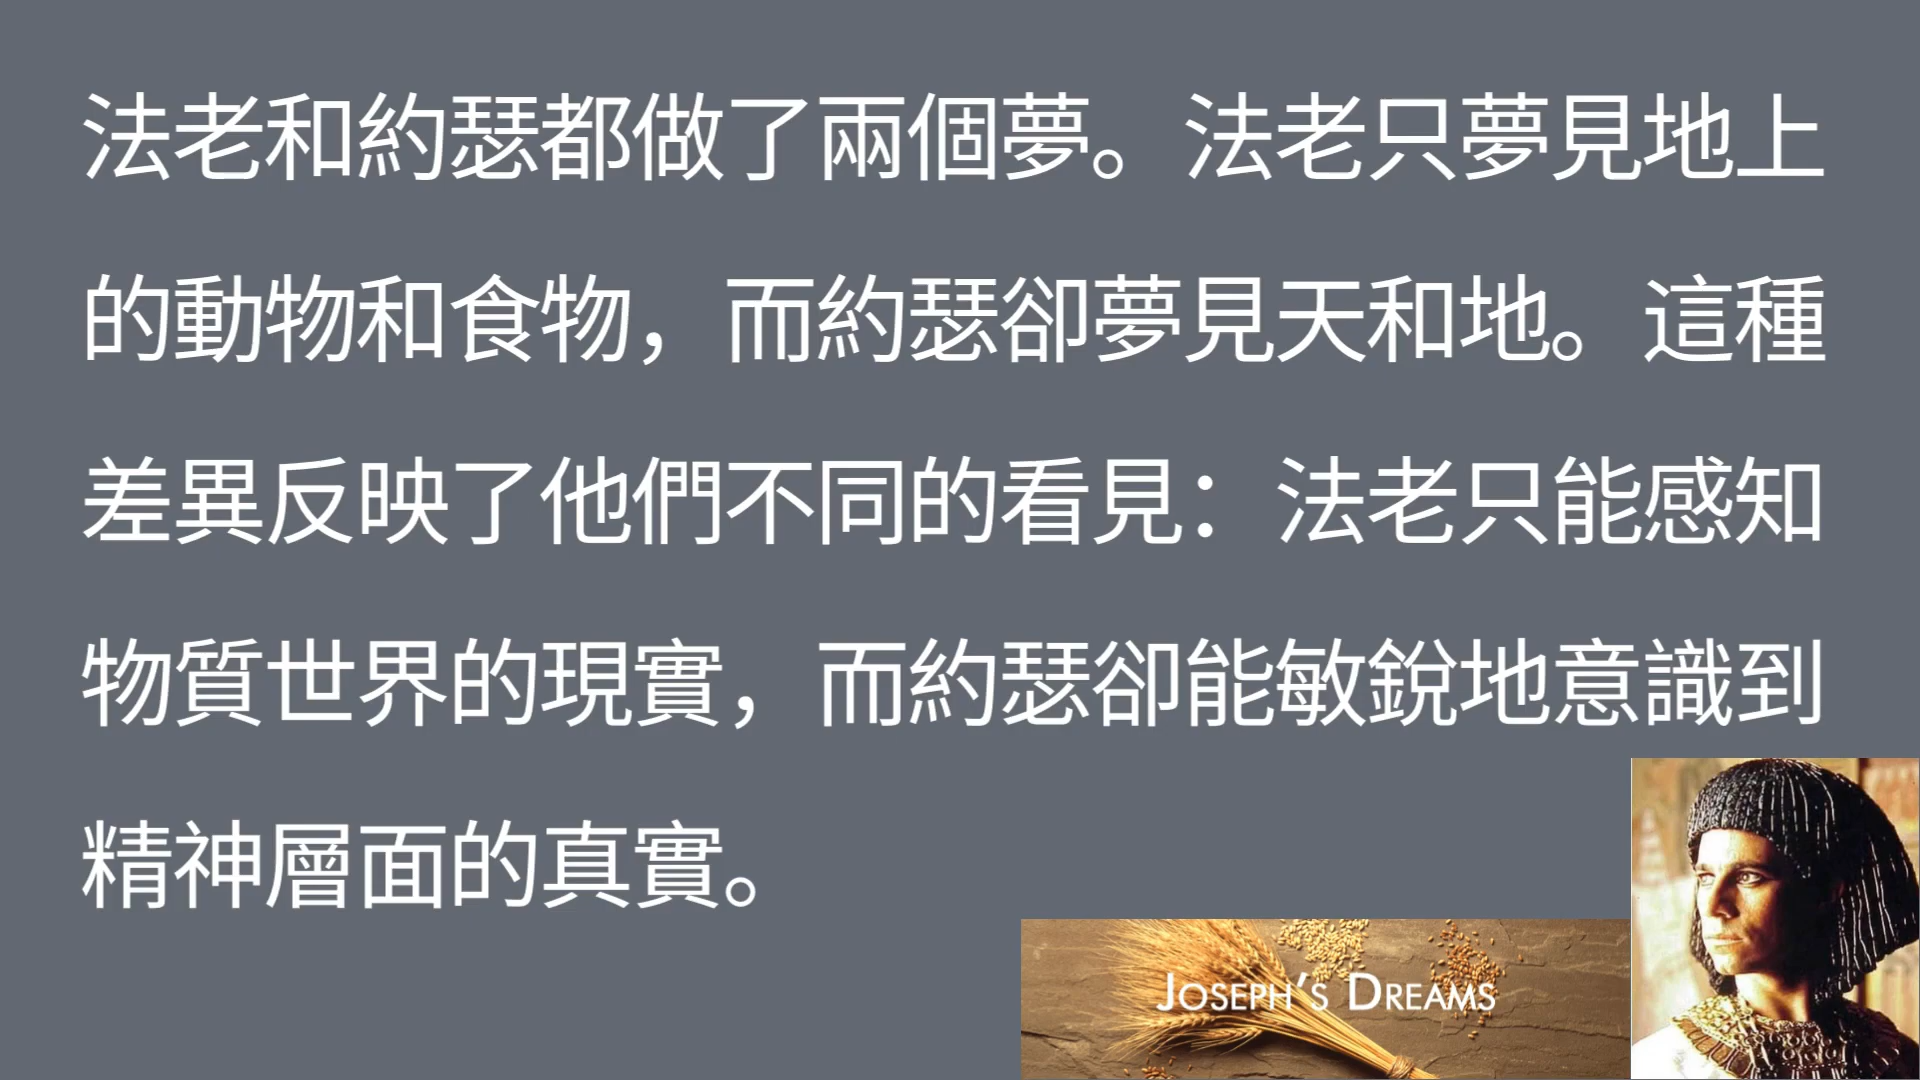 法老和約瑟都做了兩個夢。法老只夢見地上
的動物和食物，而約瑟卻夢見天和地。這種
差異反映了他們不同的看見：法老只能感知
物質世界的現實，而約瑟卻能敏銳地意識到
精神層面的真實。
JOSEPH'S DREAMS